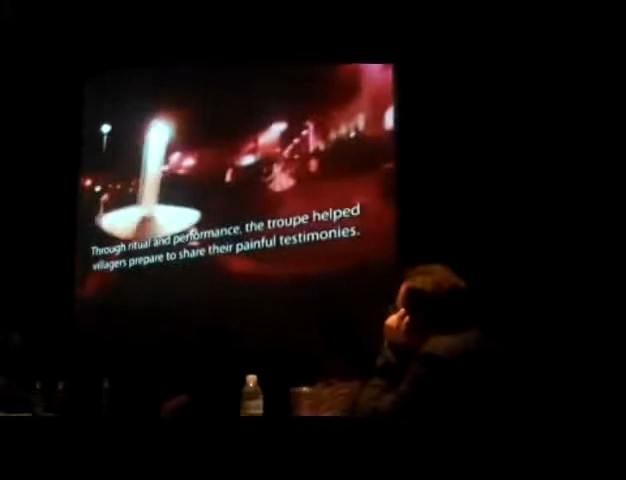 Through ritual and performance, the troupe helped
villagers prepare to share their painful testimonies.